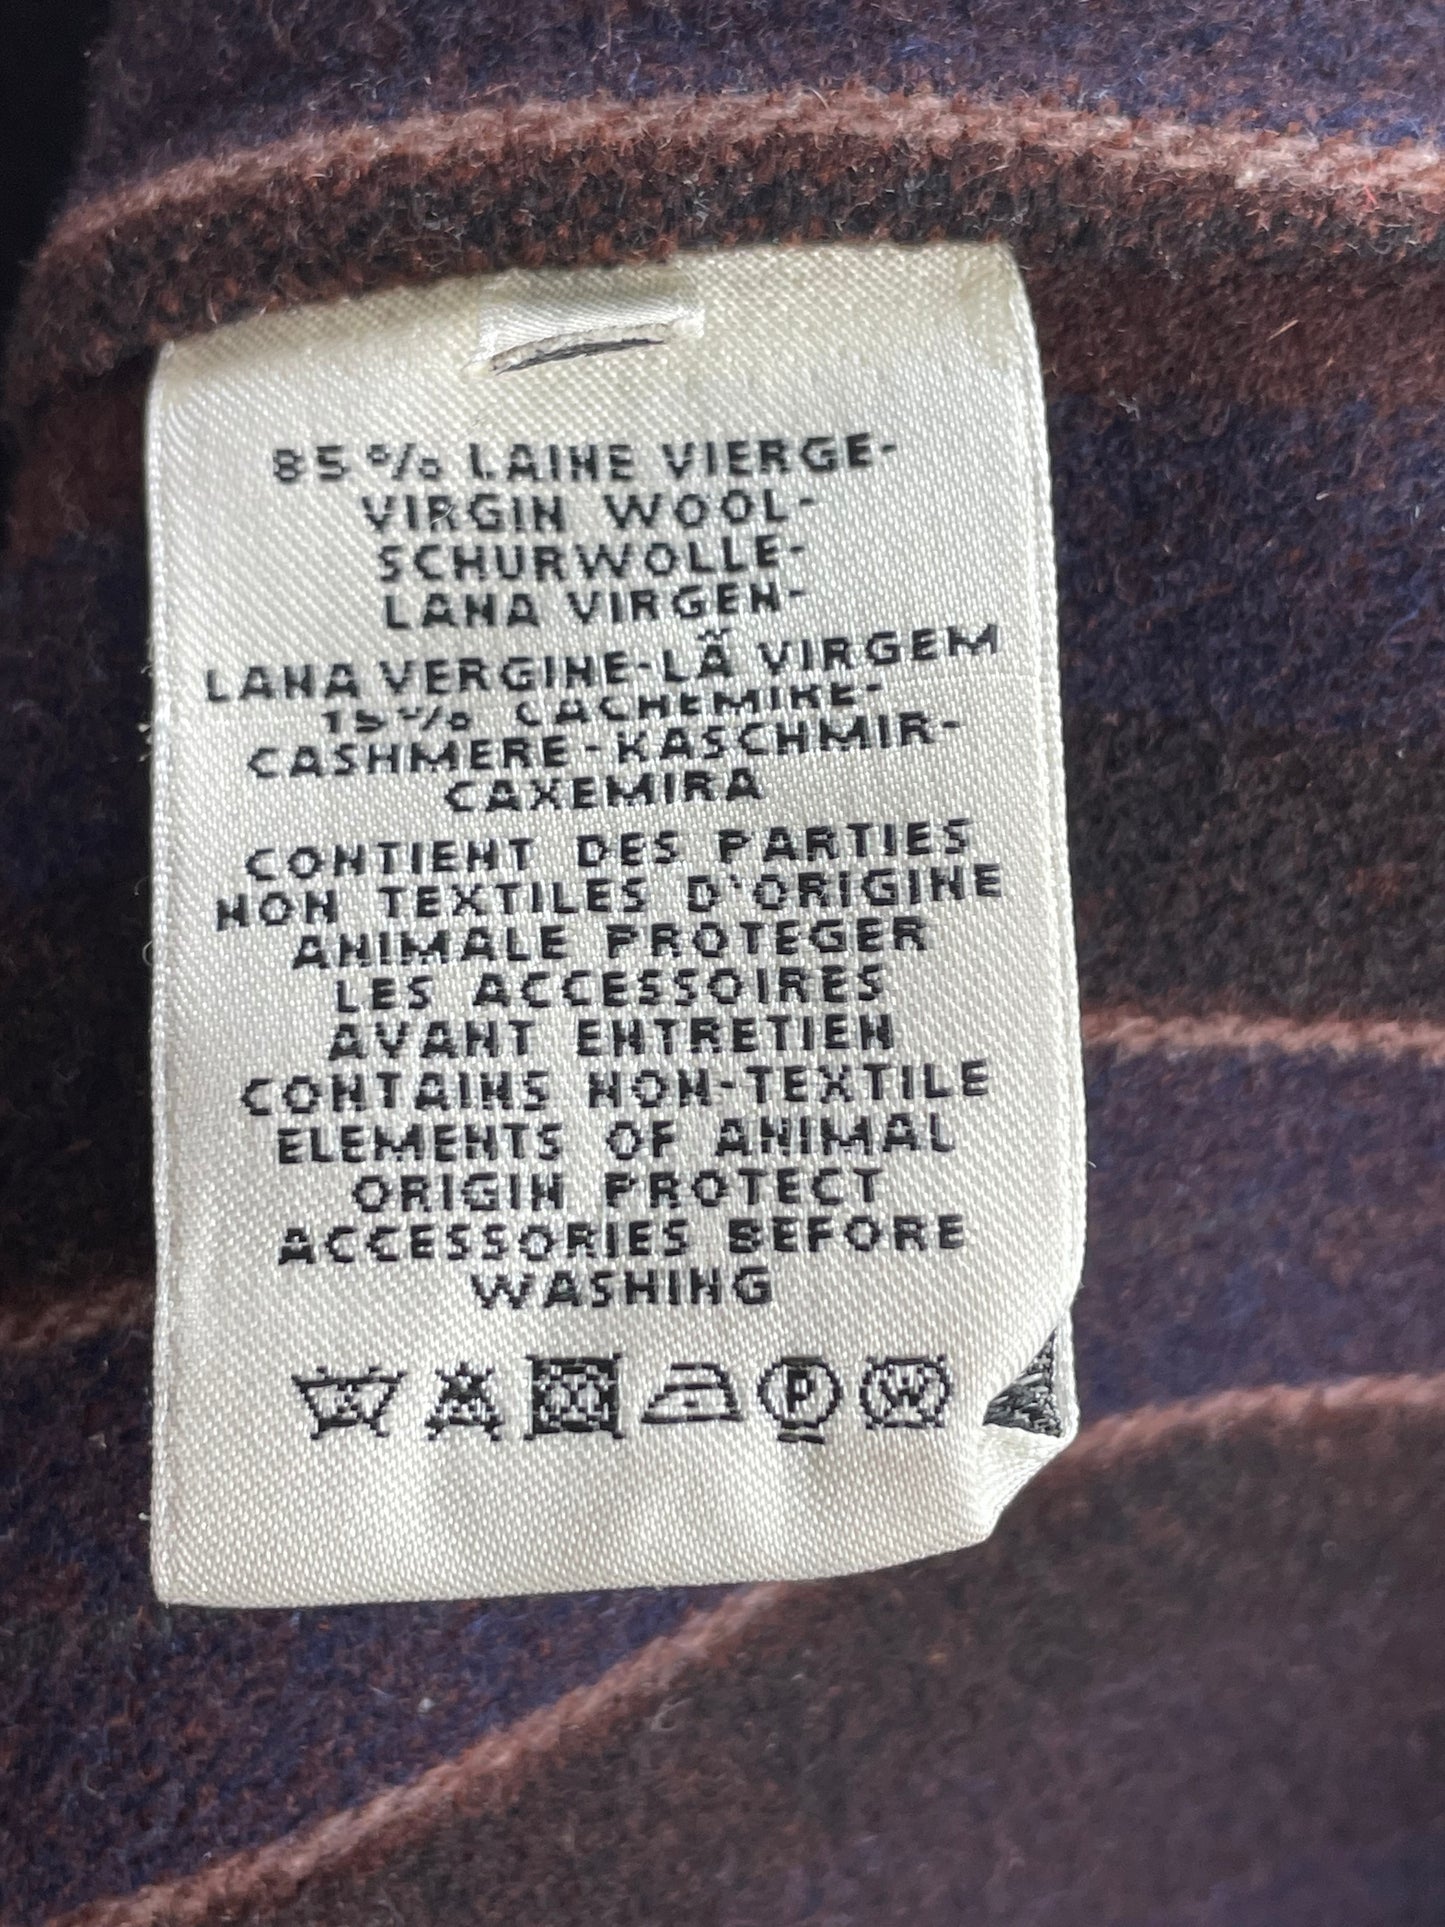 85% LAINE VIERGE-
VIRGIN WOOL-
SCHURWOLLE-
LANA VIRGEN-
LANA VERGINE-LÃ VIRGEM
15% CACHEMIRE-
CASHMERE-KASCHMIR-
CAXEMIRA
CONTIENT DES PARTIES
NON TEXTILES D'ORIGINE
ANIMALE PROTEGER
LES ACCESSOIRES
AVANT ENTRETIEN
CONTAINS NON-TEXTILE
ELEMENTS OF ANIMAL
ORIGIN PROTECT
ACCESSORIES BEFORE
WASHING
P W